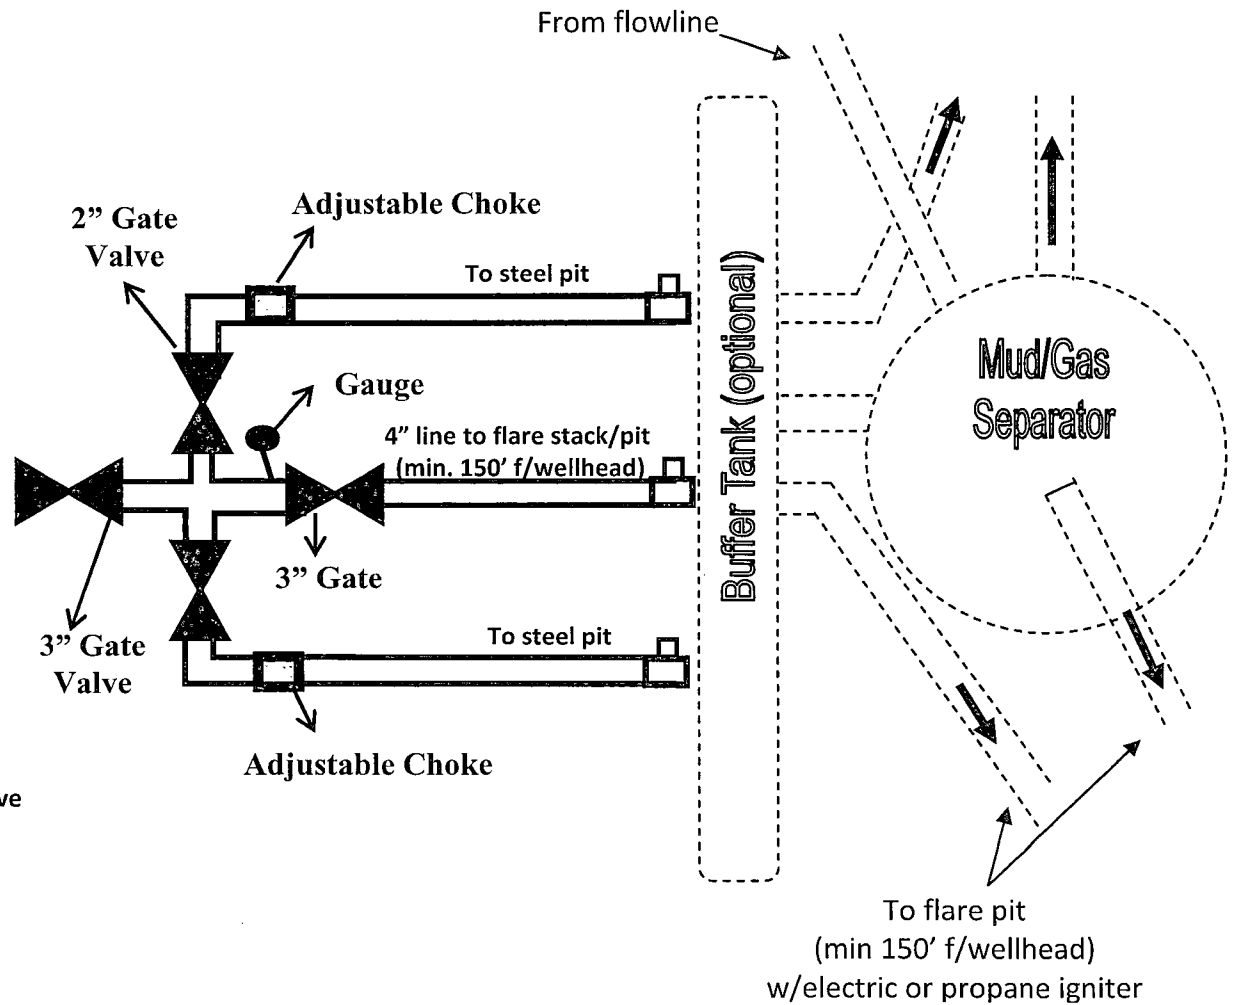 From flowline
Adjustable Choke
2” Gate
Valve
To steel pit
Gauge
4” line to flare stack/pit
(min. 150’ f/wellhead)
Buffer Tank (optional)
Mud/Gas
Separator
3” Gate
3” Gate
Valve
To steel pit
Adjustable Choke
ve
To flare pit
(min 150’ f/wellhead)
w/electric or propane igniter